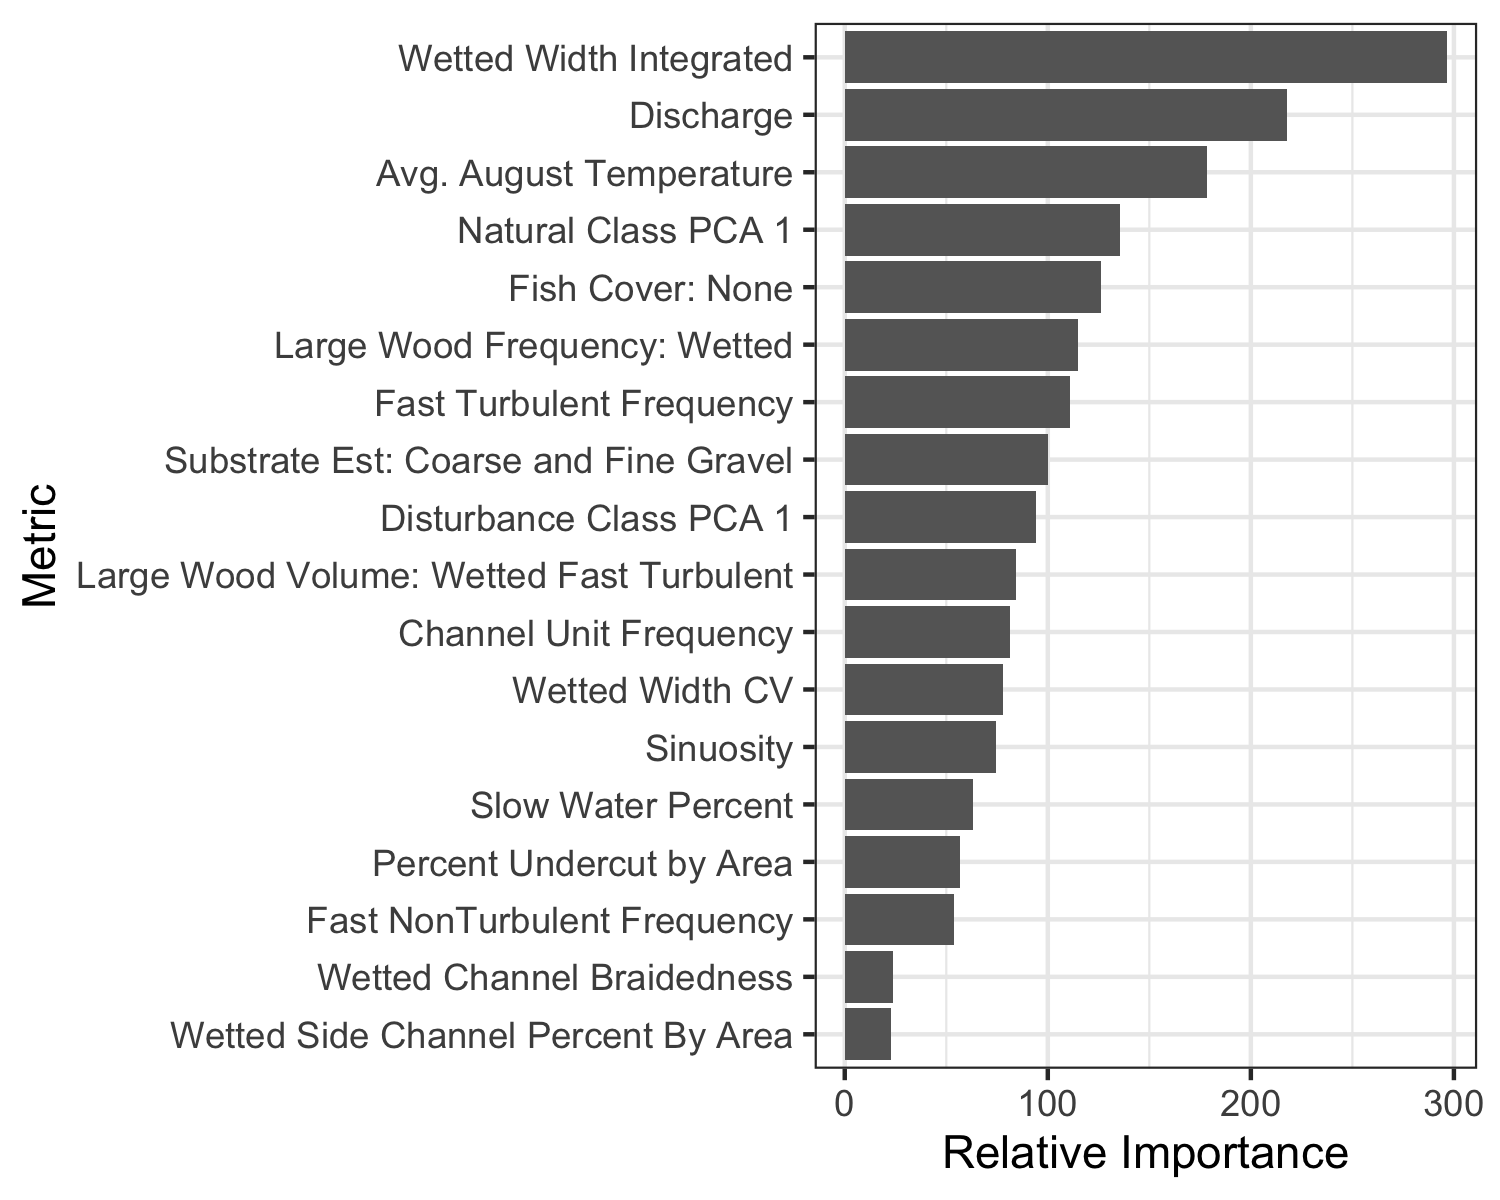 Wetted Width Integrated
Discharge
Avg. August Temperature
Natural Class PCA 1
Fish Cover: None
Large Wood Frequency: Wetted
Fast Turbulent Frequency
Substrate Est: Coarse and Fine Gravel
Disturbance Class PCA 1
Large Wood Volume: Wetted Fast Turbulent
Channel Unit Frequency
Wetted Width CV
Sinuosity
Slow Water Percent
Percent Undercut by Area
Fast NonTurbulent Frequency
Wetted Channel Braidedness
Wetted Side Channel Percent By Area
Metric
0 100 200 300
Relative Importance